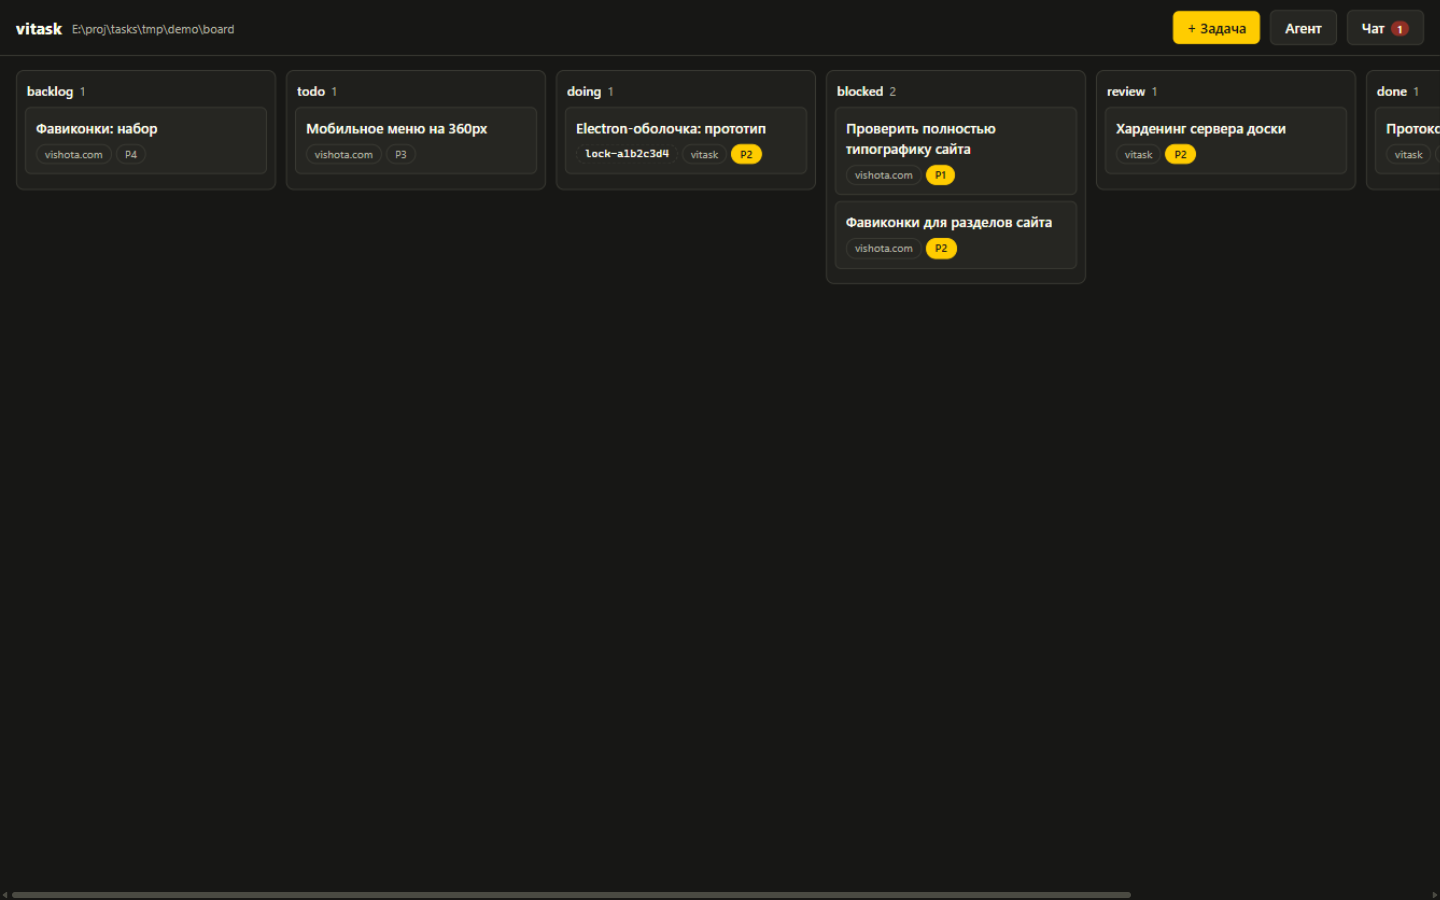 vitask E:\proj\tasks\tmp\demo\board
+ Задача
Агент
Чат 1
backlog 1
Фавиконки: набор
vishota.com P4
todo 1
Мобильное меню на 360px
vishota.com P3
doing 1
Electron-оболочка: прототип
lock-a1b2c3d4 vitask P2
blocked 2
Проверить полностью
типографику сайта
vishota.com P1
Фавиконки для разделов сайта
vishota.com P2
review 1
Харденинг сервера доски
vitask P2
done 1
vitask